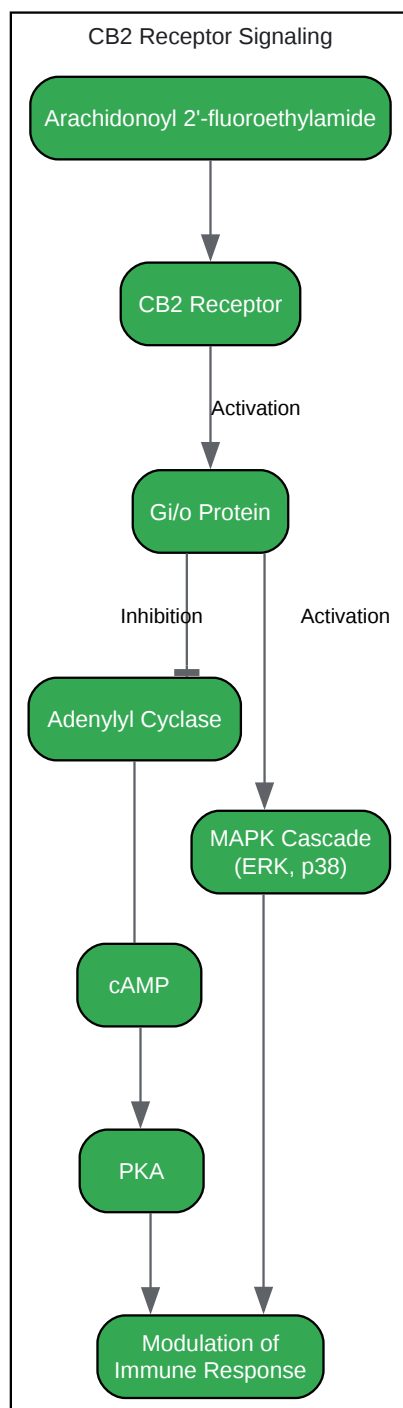 CB2 Receptor Signaling
Arachidonoyl 2'-fluoroethylamide
CB2 Receptor
Activation
Gi/o Protein
Inhibition
Activation
Adenylyl Cyclase
MAPK Cascade
(ERK, p38)
cAMP
PKA
Modulation of
Immune Response